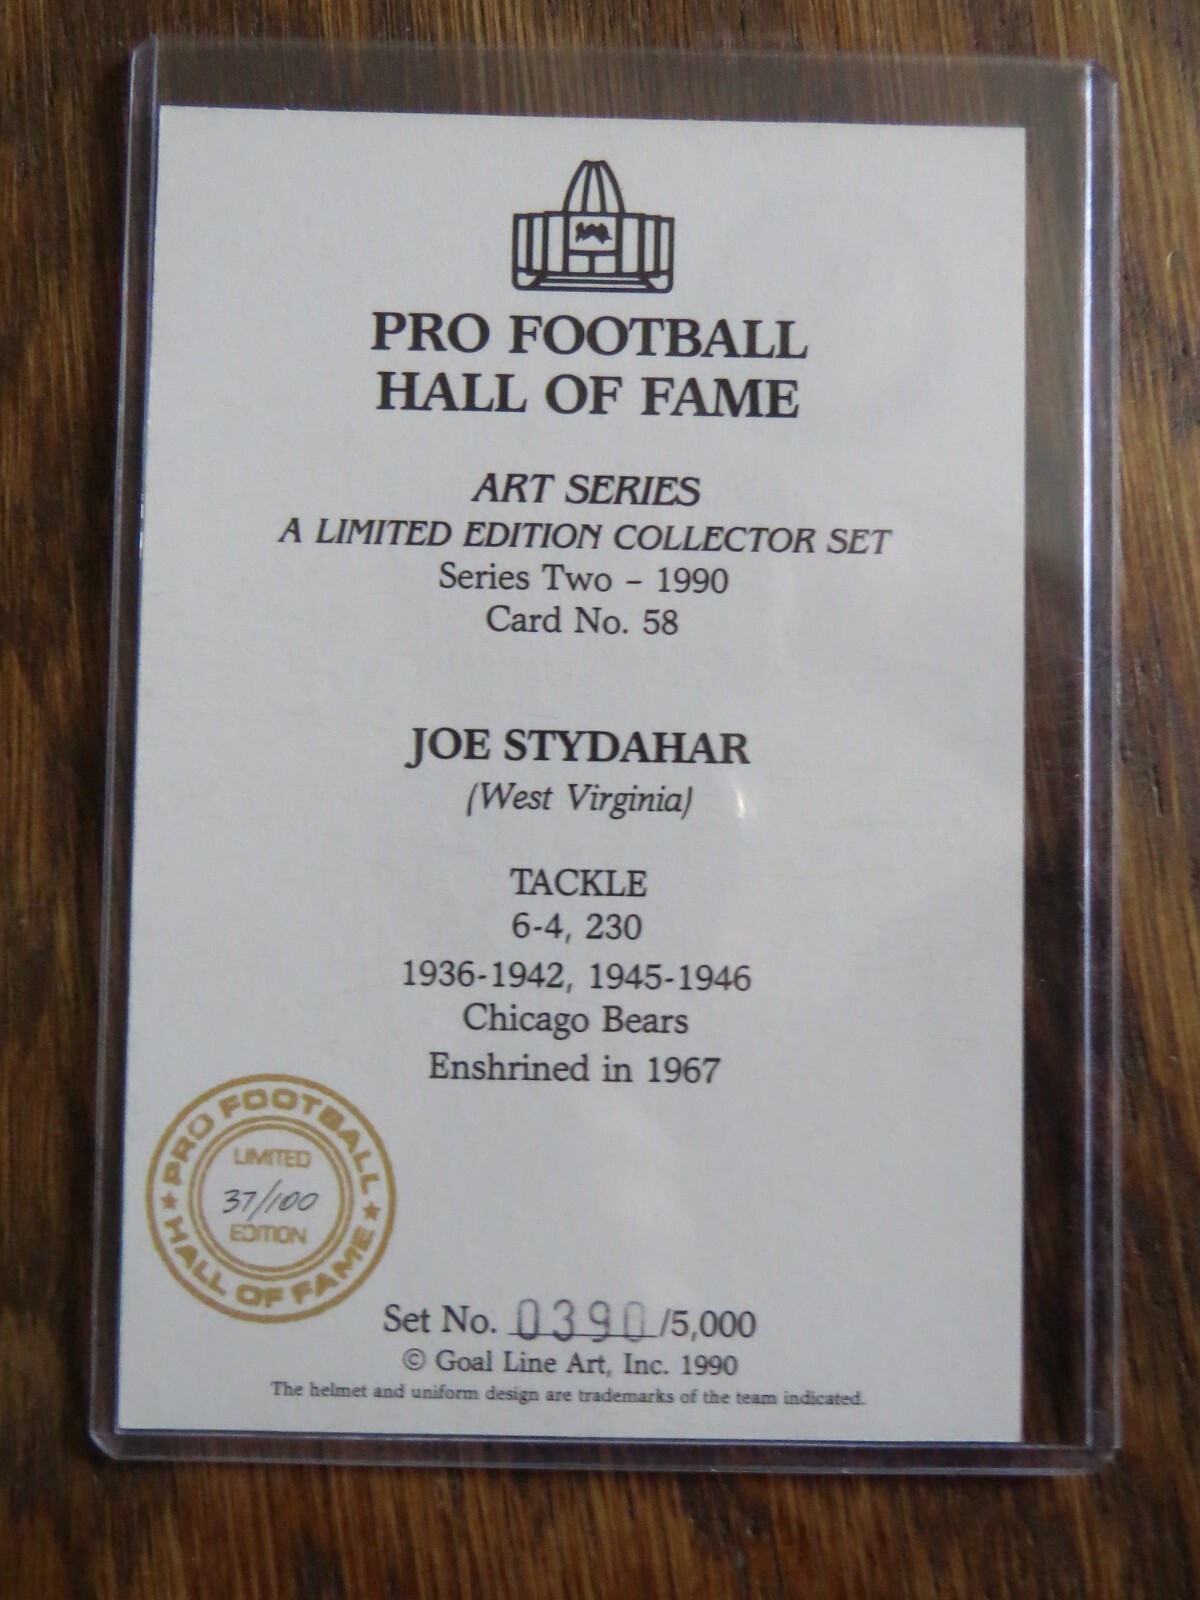 PRO FOOTBALL
HALL OF FAME
ART SERIES
A LIMITED EDITION COLLECTOR SET
Series Two – 1990
Card No. 58
JOE STYDAHAR
(West Virginia)
TACKLE
6-4, 230
1936-1942, 1945-1946
Chicago Bears
Enshrined in 1967
PRO FOOTBALL
LIMITED
37/100
EDITION
★ HALL OF FAME ★
Set No. 0390/5,000
© Goal Line Art, Inc. 1990
The helmet and uniform design are trademarks of the team indicated.